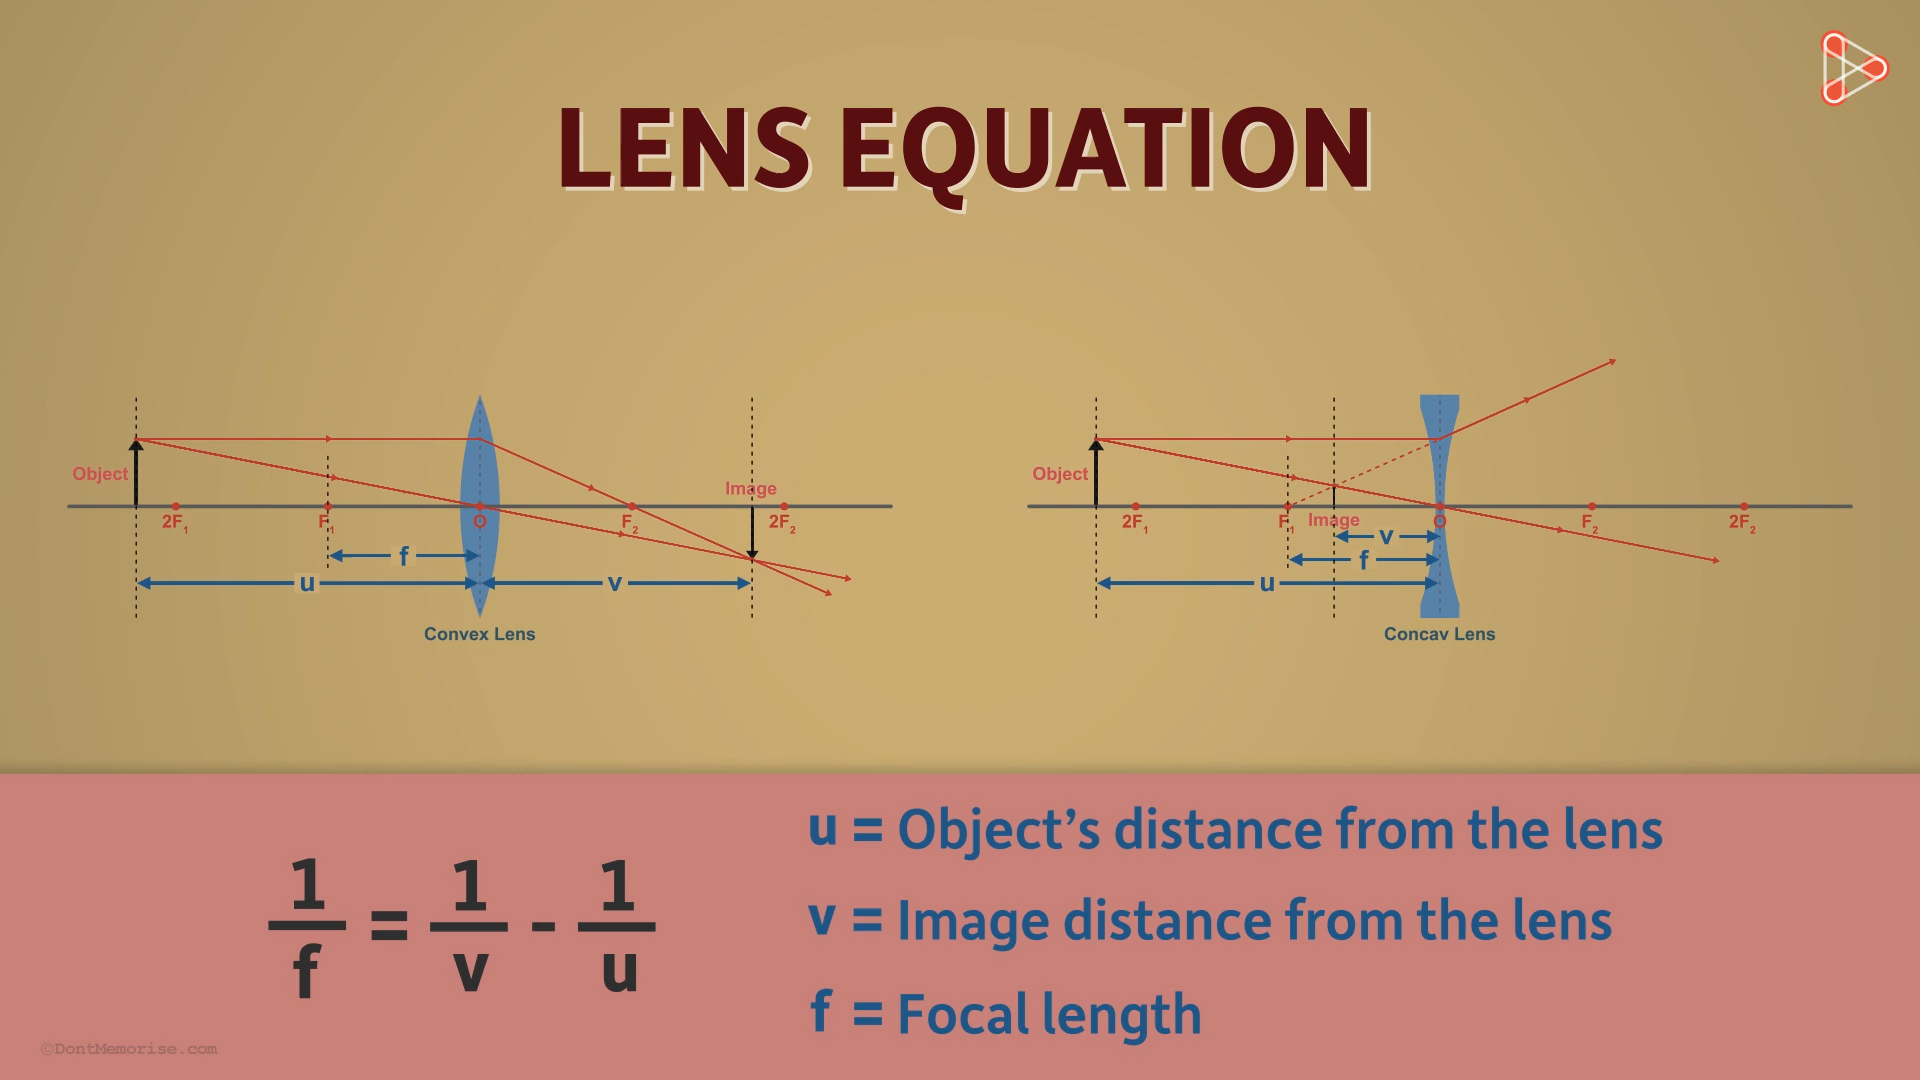 LENS EQUATION
Object
2F1
F1
O
F2
Image
2F2
f
u
v
Convex Lens
Object
2F1
F1
Image
O
F2
2F2
v
f
u
Concav Lens
1/f = 1/v - 1/u
u = Object’s distance from the lens
v = Image distance from the lens
f = Focal length
©DontMemorise.com